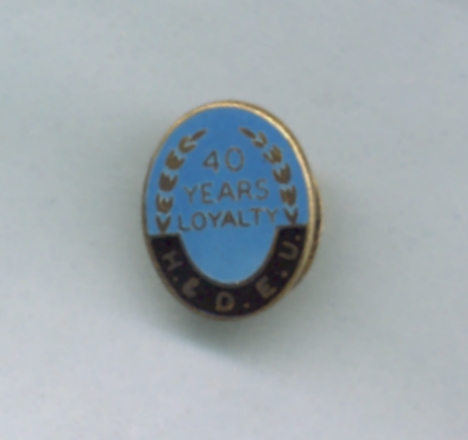 40
YEARS
LOYALTY
H. & D. E. U.